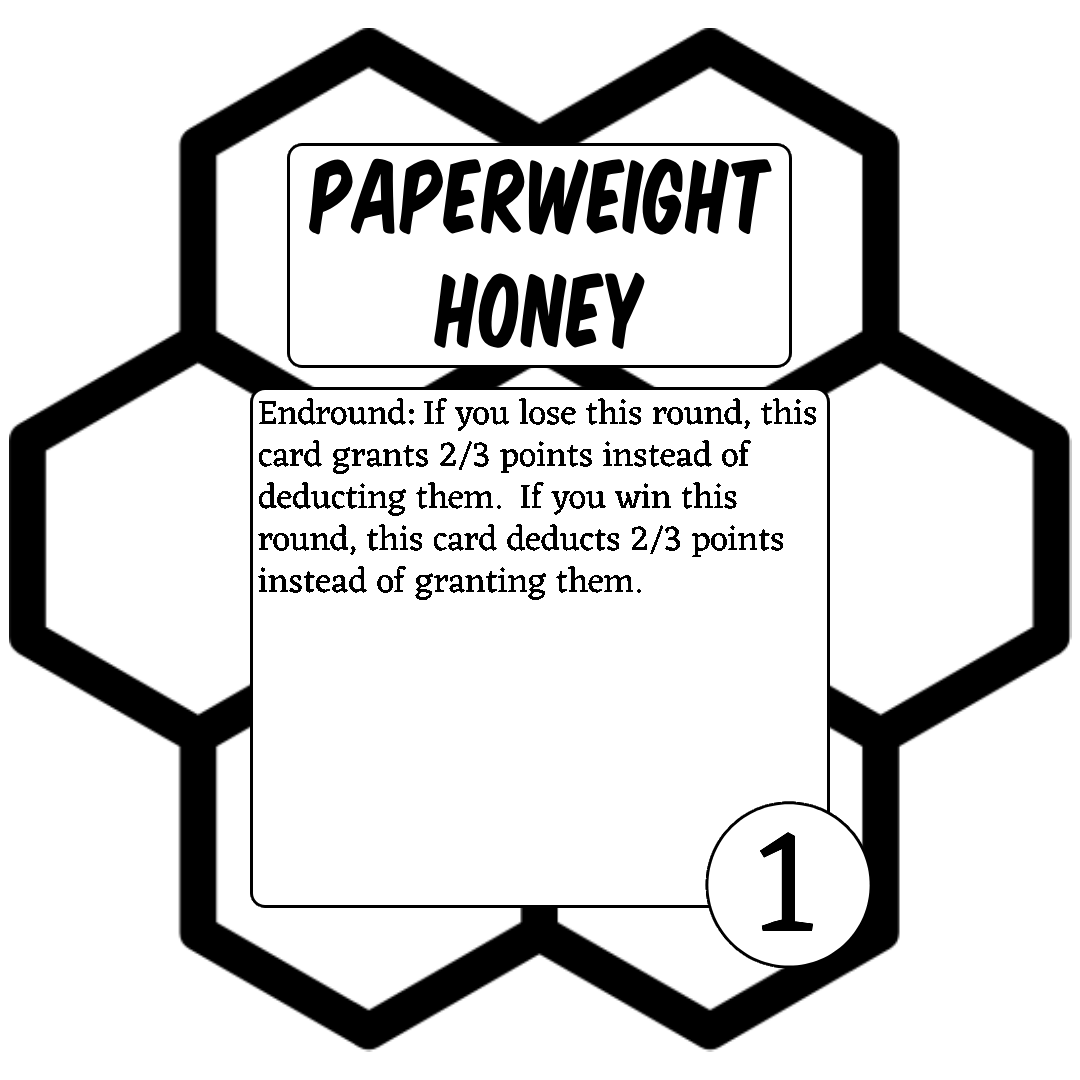 PAPERWEIGHT
HONEY
Endround: If you lose this round, this
card grants 2/3 points instead of
deducting them.  If you win this
round, this card deducts 2/3 points
instead of granting them.
1